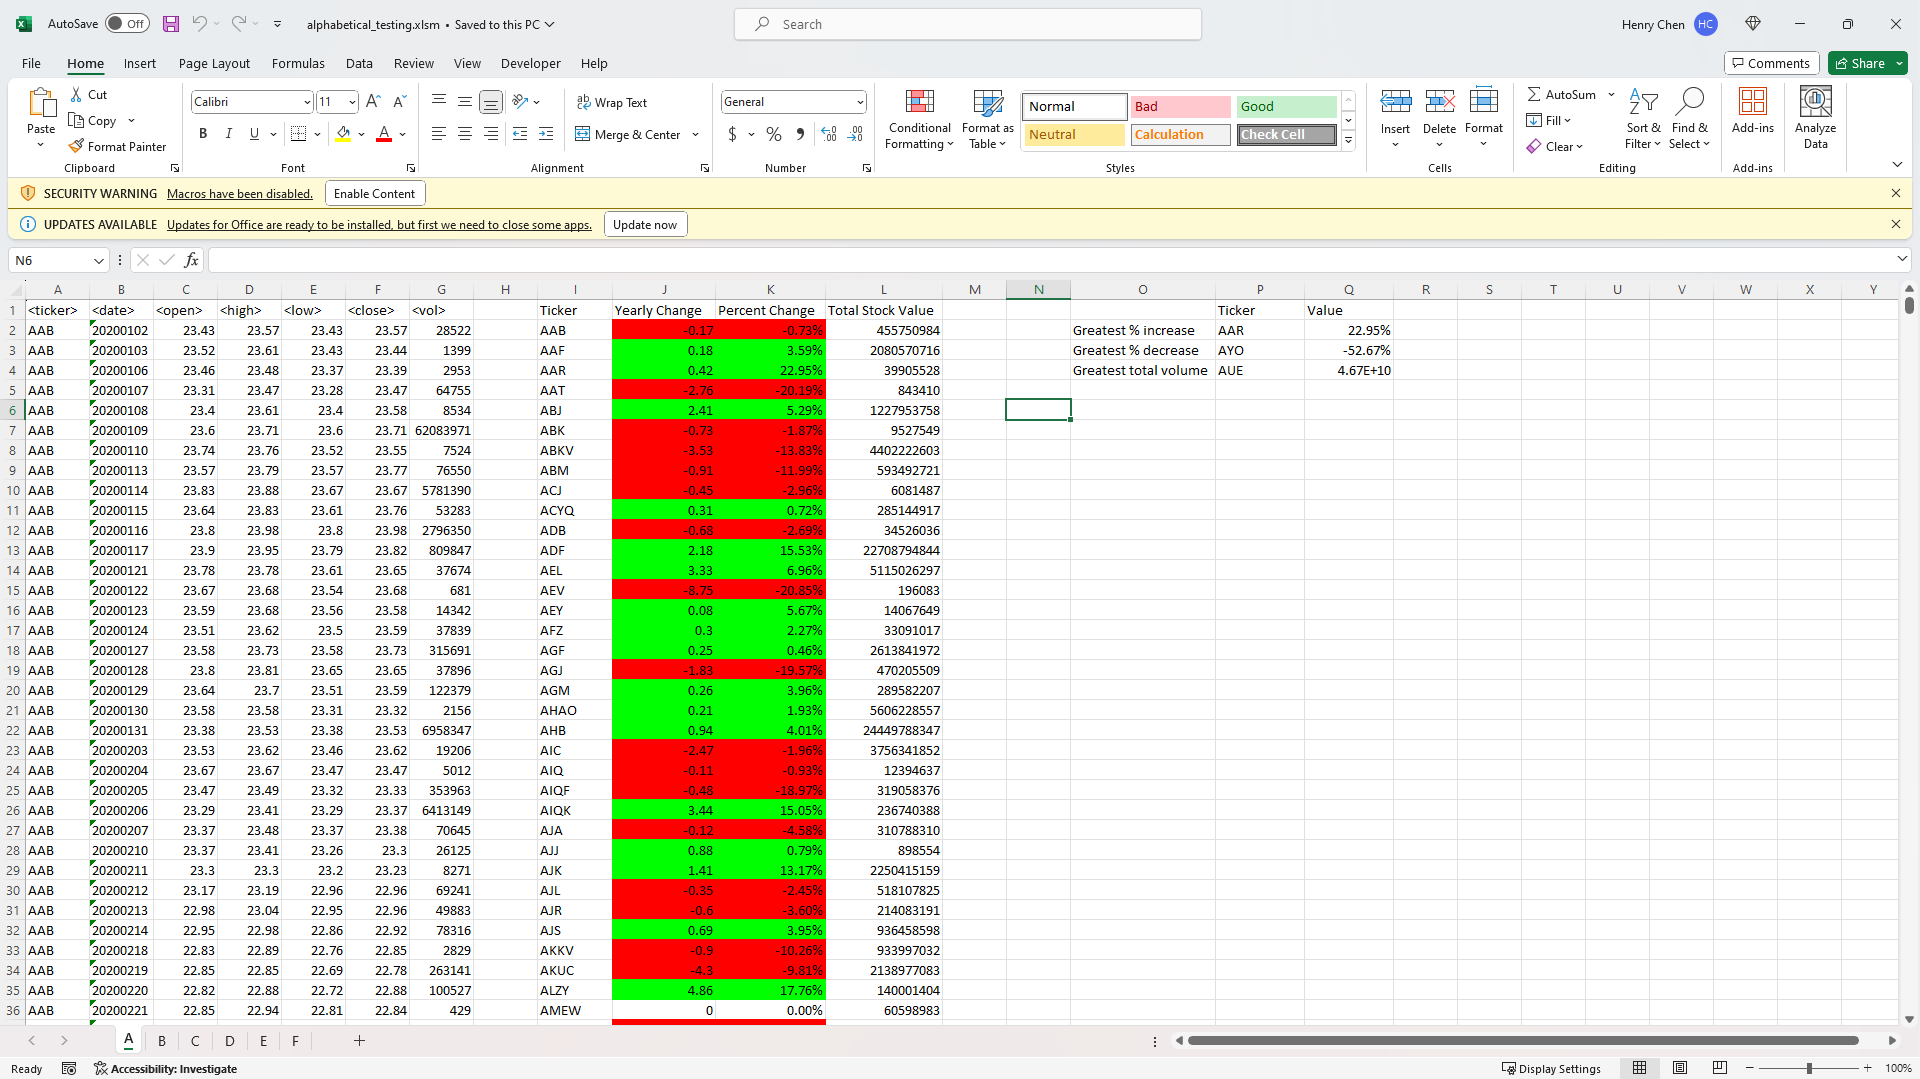 AutoSave Off alphabetical_testing.xlsm • Saved to this PC Search Henry Chen HC
File Home Insert Page Layout Formulas Data Review View Developer Help Comments Share
Paste Cut Copy Format Painter Clipboard
Calibri 11 B I U A Font
Wrap Text Merge & Center Alignment
General $ % Number
Conditional Formatting Format as Table Normal Bad Good Neutral Calculation Check Cell Styles
Insert Delete Format Cells
AutoSum Fill Clear Sort & Filter Find & Select Editing
Add-ins Add-ins Analyze Data
SECURITY WARNING Macros have been disabled. Enable Content
UPDATES AVAILABLE Updates for Office are ready to be installed, but first we need to close some apps. Update now
N6 fx
A B C D E F G H I J K L M N O P Q R S T U V W X Y
1 <ticker> <date> <open> <high> <low> <close> <vol> Ticker Yearly Change Percent Change Total Stock Value Ticker Value
2 AAB 20200102 23.43 23.57 23.43 23.57 28522 AAB -0.17 -0.73% 455750984 Greatest % increase AAR 22.95%
3 AAB 20200103 23.52 23.61 23.43 23.44 1399 AAF 0.18 3.59% 2080570716 Greatest % decrease AYO -52.67%
4 AAB 20200106 23.46 23.48 23.37 23.39 2953 AAR 0.42 22.95% 39905528 Greatest total volume AUE 4.67E+10
5 AAB 20200107 23.31 23.47 23.28 23.47 64755 AAT -2.76 -20.19% 843410
6 AAB 20200108 23.4 23.61 23.4 23.58 8534 ABJ 2.41 5.29% 1227953758
7 AAB 20200109 23.6 23.71 23.6 23.71 62083971 ABK -0.73 -1.87% 9527549
8 AAB 20200110 23.74 23.76 23.52 23.55 7524 ABKV -3.53 -13.83% 4402222603
9 AAB 20200113 23.57 23.79 23.57 23.77 76550 ABM -0.91 -11.99% 593492721
10 AAB 20200114 23.83 23.88 23.67 23.67 5781390 ACJ -0.45 -2.96% 6081487
11 AAB 20200115 23.64 23.83 23.61 23.76 53283 ACYQ 0.31 0.72% 285144917
12 AAB 20200116 23.8 23.98 23.8 23.98 2796350 ADB -0.68 -2.69% 34526036
13 AAB 20200117 23.9 23.95 23.79 23.82 809847 ADF 2.18 15.53% 22708794844
14 AAB 20200121 23.78 23.78 23.61 23.65 37674 AEL 3.33 6.96% 5115026297
15 AAB 20200122 23.67 23.68 23.54 23.68 681 AEV -8.75 -20.85% 196083
16 AAB 20200123 23.59 23.68 23.56 23.58 14342 AEY 0.08 5.67% 14067649
17 AAB 20200124 23.51 23.62 23.5 23.59 37839 AFZ 0.3 2.27% 33091017
18 AAB 20200127 23.58 23.73 23.58 23.73 315691 AGF 0.25 0.46% 2613841972
19 AAB 20200128 23.8 23.81 23.65 23.65 37896 AGJ -1.83 -19.57% 470205509
20 AAB 20200129 23.64 23.7 23.51 23.59 122379 AGM 0.26 3.96% 289582207
21 AAB 20200130 23.58 23.58 23.31 23.32 2156 AHAO 0.21 1.93% 5606228557
22 AAB 20200131 23.38 23.53 23.38 23.53 6958347 AHB 0.94 4.01% 24449788347
23 AAB 20200203 23.53 23.62 23.46 23.62 19206 AIC -2.47 -1.96% 3756341852
24 AAB 20200204 23.67 23.67 23.47 23.47 5012 AIQ -0.11 -0.93% 12394637
25 AAB 20200205 23.47 23.49 23.32 23.33 353963 AIQF -0.48 -18.97% 319058376
26 AAB 20200206 23.29 23.41 23.29 23.37 6413149 AIQK 3.44 15.05% 236740388
27 AAB 20200207 23.37 23.48 23.37 23.38 70645 AJA -0.12 -4.58% 310788310
28 AAB 20200210 23.37 23.41 23.26 23.3 26125 AJJ 0.88 0.79% 898554
29 AAB 20200211 23.3 23.3 23.2 23.23 8271 AJK 1.41 13.17% 2250415159
30 AAB 20200212 23.17 23.19 22.96 22.96 69241 AJL -0.35 -2.45% 518107825
31 AAB 20200213 22.98 23.04 22.95 22.96 49883 AJR -0.6 -3.60% 214083191
32 AAB 20200214 22.95 22.98 22.86 22.92 78316 AJS 0.69 3.95% 936458598
33 AAB 20200218 22.83 22.89 22.76 22.85 2829 AKKV -0.9 -10.26% 933997032
34 AAB 20200219 22.85 22.85 22.69 22.78 263141 AKUC -4.3 -9.81% 2138977083
35 AAB 20200220 22.82 22.88 22.72 22.88 100527 ALZY 4.86 17.76% 140001404
36 AAB 20200221 22.85 22.94 22.81 22.84 429 AMEW 0 0.00% 60598983
A B C D E F
Ready Accessibility: Investigate Display Settings 100%